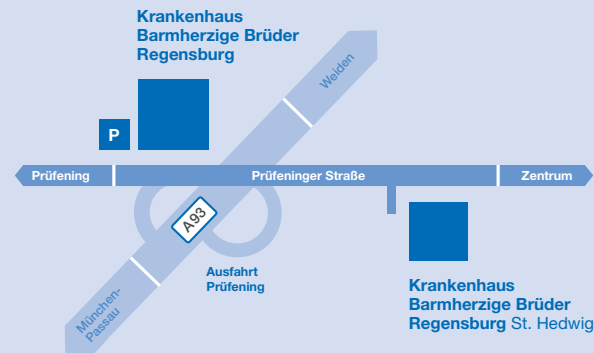 Krankenhaus
Barmherzige Brüder
Regensburg
Weiden
P
Prüfening
Prüfeninger Straße
Zentrum
A93
Ausfahrt
Prüfening
München-
Passau
Krankenhaus
Barmherzige Brüder
Regensburg St. Hedwig